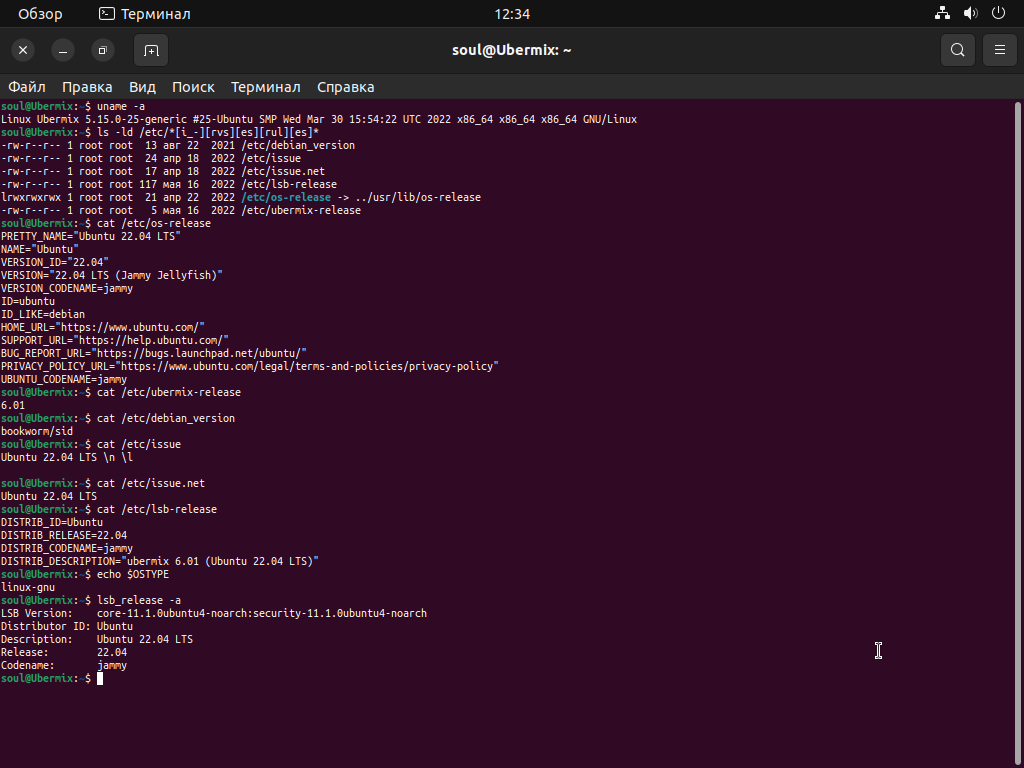 Обзор Терминал 12:34
soul@Ubermix: ~
Файл Правка Вид Поиск Терминал Справка
soul@Ubermix:~$ uname -a
Linux Ubermix 5.15.0-25-generic #25-Ubuntu SMP Wed Mar 30 15:54:22 UTC 2022 x86_64 x86_64 x86_64 GNU/Linux
soul@Ubermix:~$ ls -ld /etc/*[i_-][rvs][es][rul][es]*
-rw-r--r-- 1 root root  13 авг 22  2021 /etc/debian_version
-rw-r--r-- 1 root root  24 апр 18  2022 /etc/issue
-rw-r--r-- 1 root root  17 апр 18  2022 /etc/issue.net
-rw-r--r-- 1 root root 117 мая 16  2022 /etc/lsb-release
lrwxrwxrwx 1 root root  21 апр 22  2022 /etc/os-release -> ../usr/lib/os-release
-rw-r--r-- 1 root root   5 мая 16  2022 /etc/ubermix-release
soul@Ubermix:~$ cat /etc/os-release
PRETTY_NAME="Ubuntu 22.04 LTS"
NAME="Ubuntu"
VERSION_ID="22.04"
VERSION="22.04 LTS (Jammy Jellyfish)"
VERSION_CODENAME=jammy
ID=ubuntu
ID_LIKE=debian
HOME_URL="https://www.ubuntu.com/"
SUPPORT_URL="https://help.ubuntu.com/"
BUG_REPORT_URL="https://bugs.launchpad.net/ubuntu/"
PRIVACY_POLICY_URL="https://www.ubuntu.com/legal/terms-and-policies/privacy-policy"
UBUNTU_CODENAME=jammy
soul@Ubermix:~$ cat /etc/ubermix-release
6.01
soul@Ubermix:~$ cat /etc/debian_version
bookworm/sid
soul@Ubermix:~$ cat /etc/issue
Ubuntu 22.04 LTS \n \l
soul@Ubermix:~$ cat /etc/issue.net
Ubuntu 22.04 LTS
soul@Ubermix:~$ cat /etc/lsb-release
DISTRIB_ID=Ubuntu
DISTRIB_RELEASE=22.04
DISTRIB_CODENAME=jammy
DISTRIB_DESCRIPTION="ubermix 6.01 (Ubuntu 22.04 LTS)"
soul@Ubermix:~$ echo $OSTYPE
linux-gnu
soul@Ubermix:~$ lsb_release -a
LSB Version:    core-11.1.0ubuntu4-noarch:security-11.1.0ubuntu4-noarch
Distributor ID: Ubuntu
Description:    Ubuntu 22.04 LTS
Release:        22.04
Codename:       jammy
soul@Ubermix:~$